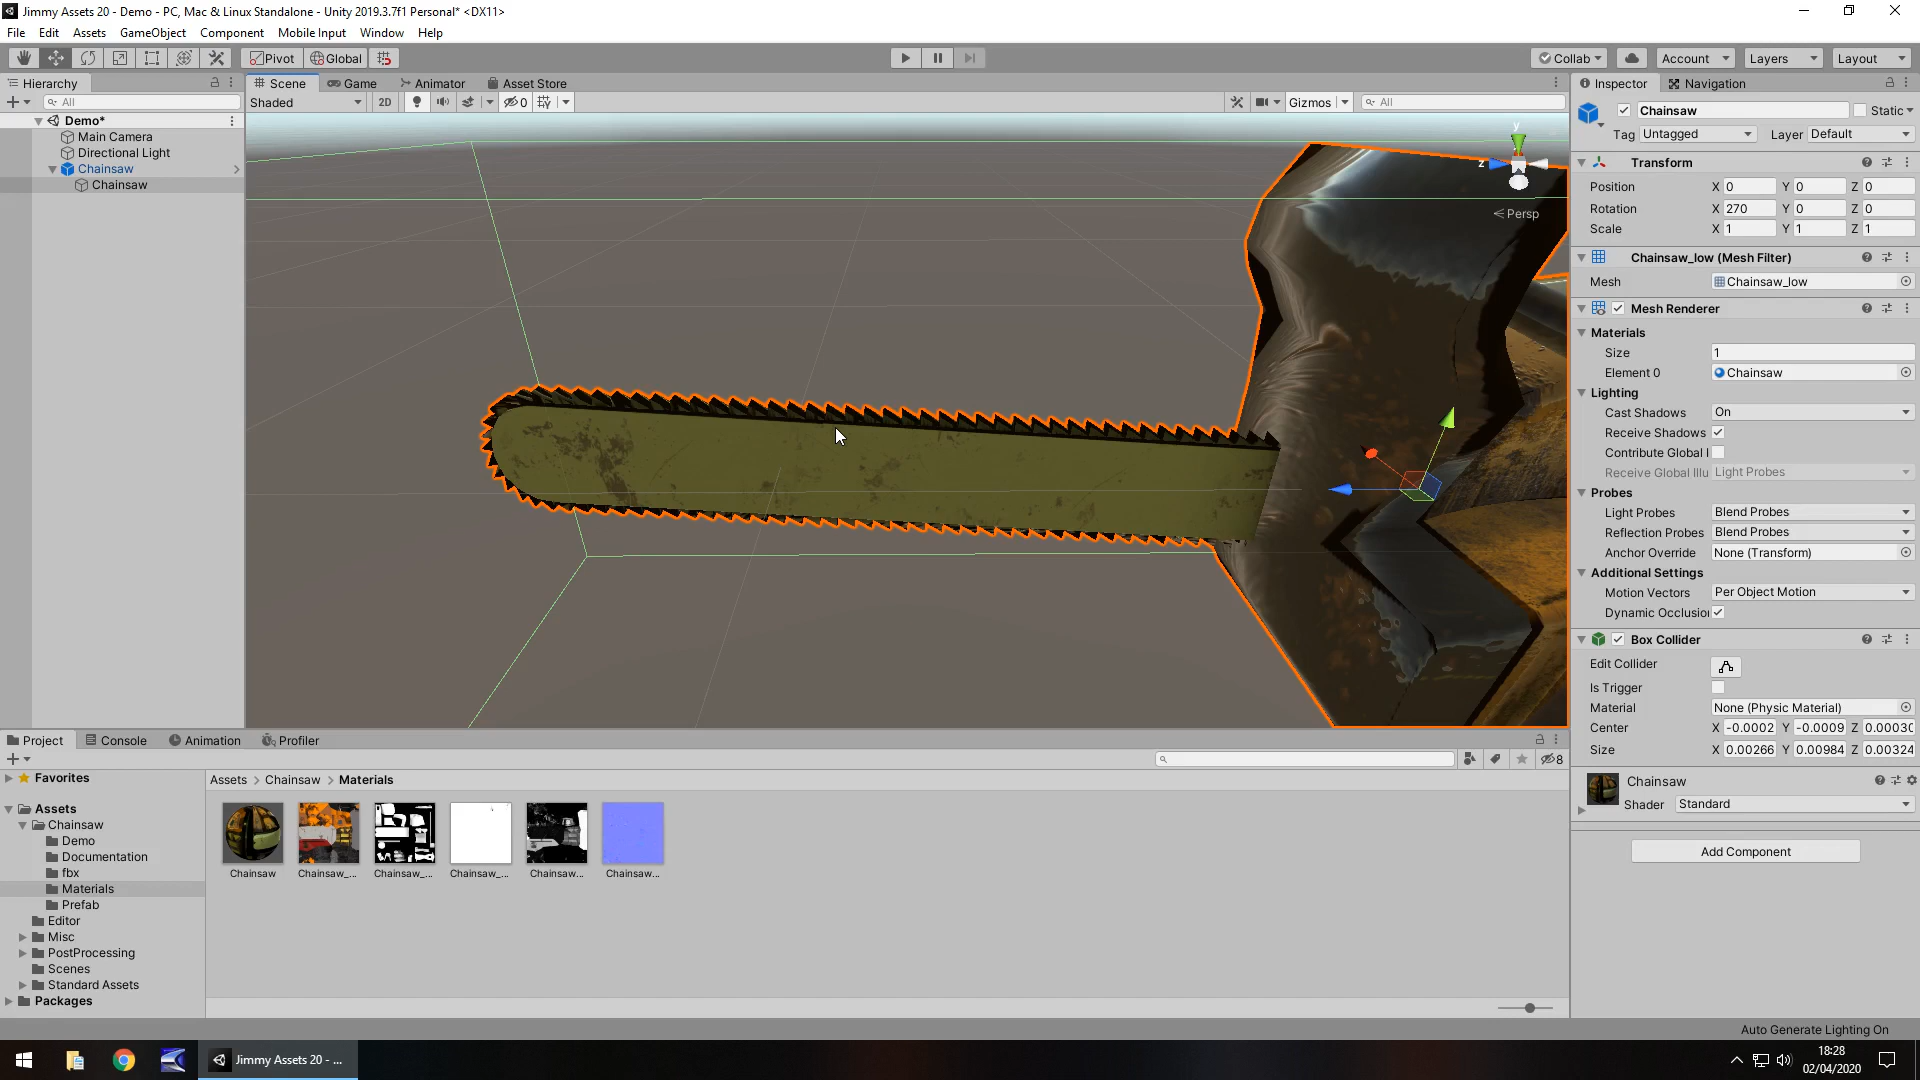 Jimmy Assets 20 - Demo - PC, Mac & Linux Standalone - Unity 2019.3.7f1 Personal* <DX11>
File Edit Assets GameObject Component Mobile Input Window Help
Pivot Global Collab Account Layers Layout
Hierarchy
All
Demo*
Main Camera
Directional Light
Chainsaw
Chainsaw
Scene Game Animator Asset Store
Shaded 2D 0 Gizmos All
y
z
Persp
Inspector Navigation
Chainsaw Static
Tag Untagged Layer Default
Transform
Position X 0 Y 0 Z 0
Rotation X 270 Y 0 Z 0
Scale X 1 Y 1 Z 1
Chainsaw_low (Mesh Filter)
Mesh Chainsaw_low
Mesh Renderer
Materials
Size 1
Element 0 Chainsaw
Lighting
Cast Shadows On
Receive Shadows
Contribute Global I
Receive Global Illu Light Probes
Probes
Light Probes Blend Probes
Reflection Probes Blend Probes
Anchor Override None (Transform)
Additional Settings
Motion Vectors Per Object Motion
Dynamic Occlusion
Box Collider
Edit Collider
Is Trigger
Material None (Physic Material)
Center X -0.0002 Y -0.0009 Z 0.00030
Size X 0.00266 Y 0.00984 Z 0.00324
Chainsaw
Shader Standard
Add Component
Project Console Animation Profiler
8
Favorites
Assets
Chainsaw
Demo
Documentation
fbx
Materials
Prefab
Editor
Misc
PostProcessing
Scenes
Standard Assets
Packages
Assets > Chainsaw > Materials
Chainsaw Chainsaw_... Chainsaw_... Chainsaw_... Chainsaw... Chainsaw...
Auto Generate Lighting On
Jimmy Assets 20 - ...
18:28
02/04/2020